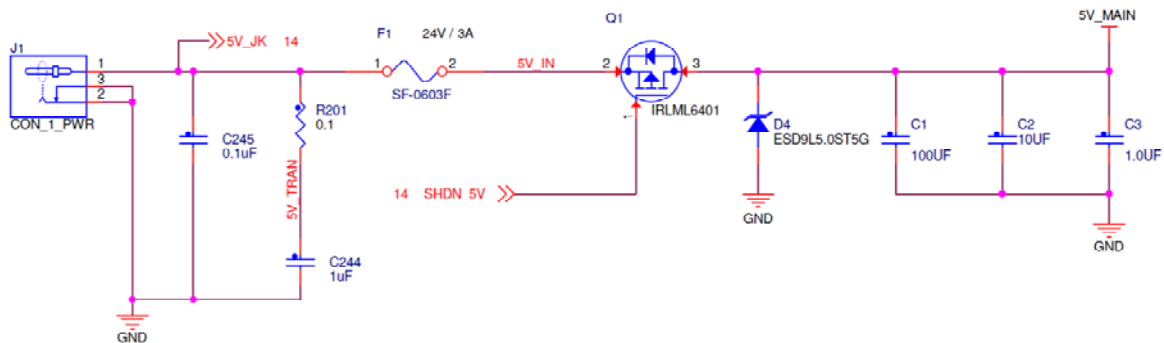 J1
1
3
2
CON_1_PWR
5V_JK 14
C245
0.1uF
R201
0.1
5V_TRAN
C244
1uF
GND
F1
24V / 3A
1
2
SF-0603F
5V_IN
Q1
2
3
1
IRLML6401
14 SHDN 5V
D4
ESD9L5.0ST5G
GND
C1
100UF
C2
10UF
C3
1.0UF
5V_MAIN
GND